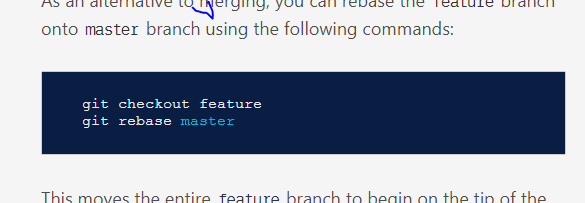 As an alternative to merging, you can rebase the feature branch
onto master branch using the following commands:
git checkout feature
git rebase master
This moves the entire feature branch to begin on the tip of the